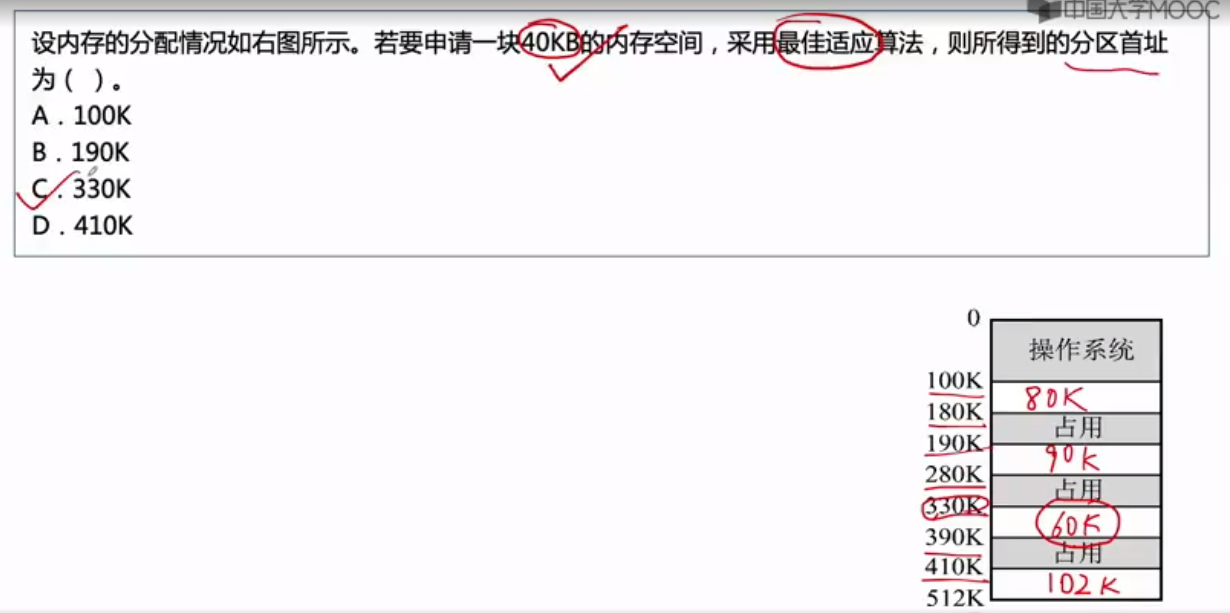 中国大学MOOC
设内存的分配情况如右图所示。若要申请一块40KB的内存空间，采用最佳适应算法，则所得到的分区首址
为（ ）。
A．100K
B．190K
C．330K
D．410K
0
操作系统
100K
80K
180K
占用
190K
90K
280K
占用
330K
60K
390K
占用
410K
102K
512K